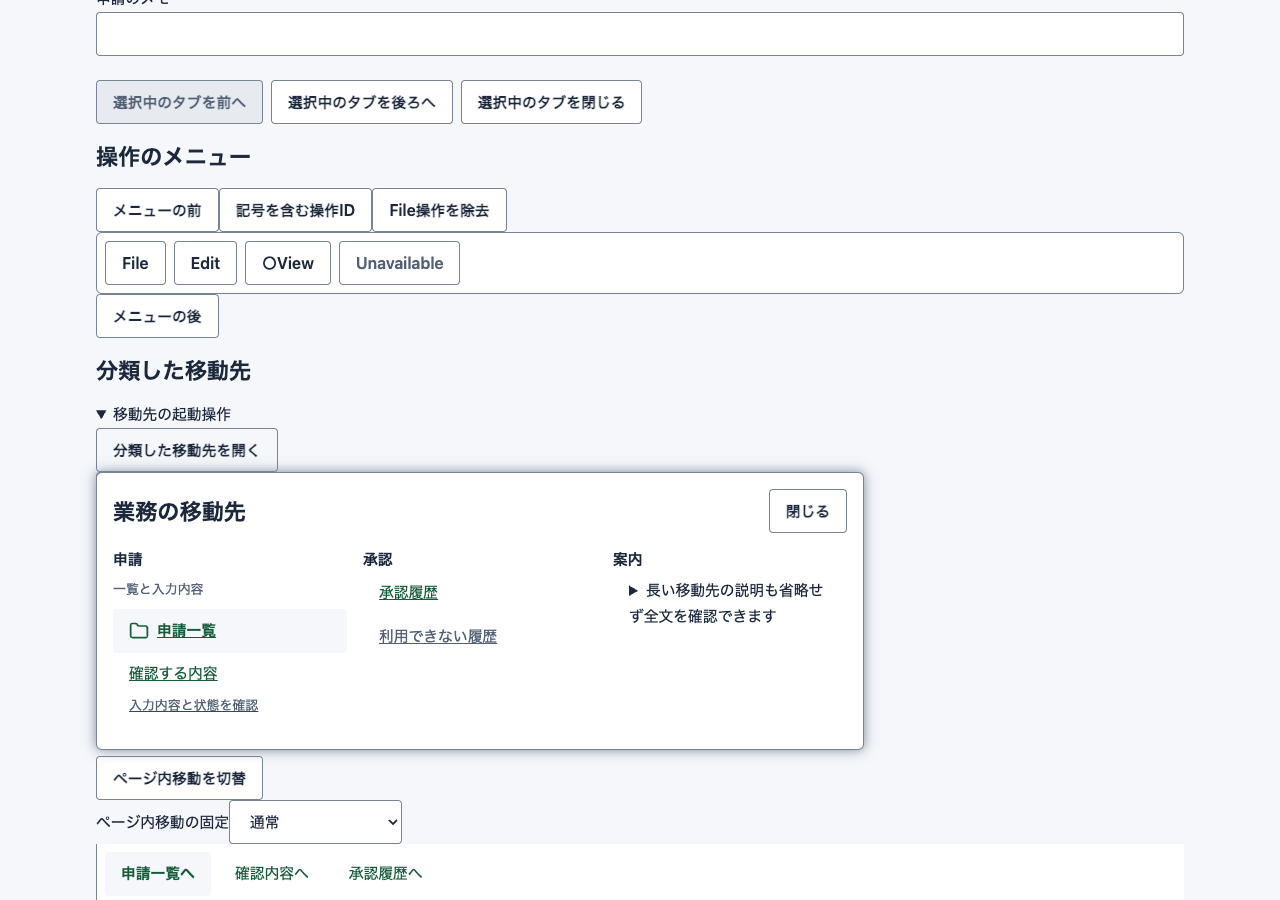 申請のメモ
選択中のタブを前へ 選択中のタブを後ろへ 選択中のタブを閉じる
操作のメニュー
メニューの前 記号を含む操作ID File操作を除去
File Edit 〇View Unavailable
メニューの後
分類した移動先
▼ 移動先の起動操作
分類した移動先を開く
業務の移動先 閉じる
申請
一覧と入力内容
申請一覧
確認する内容
入力内容と状態を確認
承認
承認履歴
利用できない履歴
案内
▶ 長い移動先の説明も省略せ
ず全文を確認できます
ページ内移動を切替
ページ内移動の固定 通常
申請一覧へ 確認内容へ 承認履歴へ